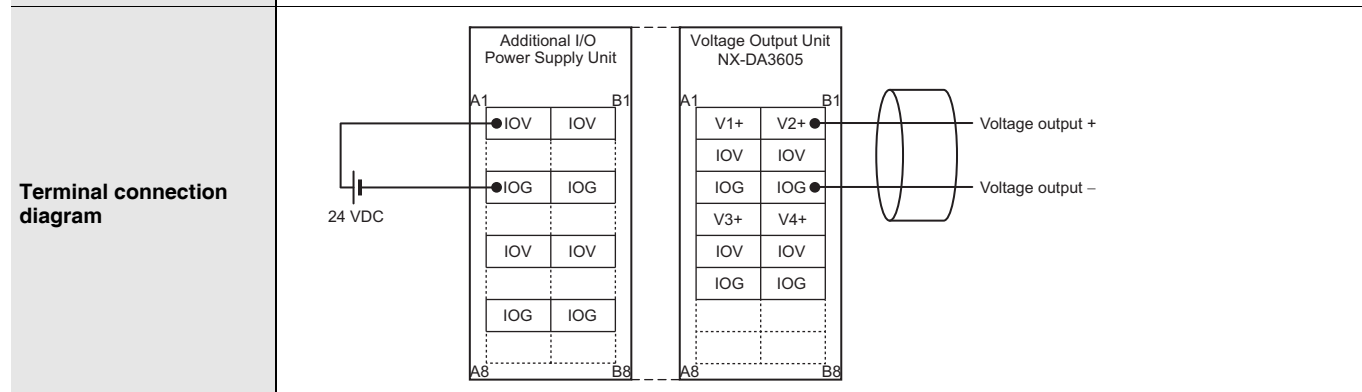 Terminal connection
diagram
Additional I/O
Power Supply Unit
A1 B1
IOV IOV
IOG IOG
IOV IOV
IOG IOG
A8 B8
24 VDC
Voltage Output Unit
NX-DA3605
A1 B1
V1+ V2+
IOV IOV
IOG IOG
V3+ V4+
IOV IOV
IOG IOG
A8 B8
Voltage output +
Voltage output −